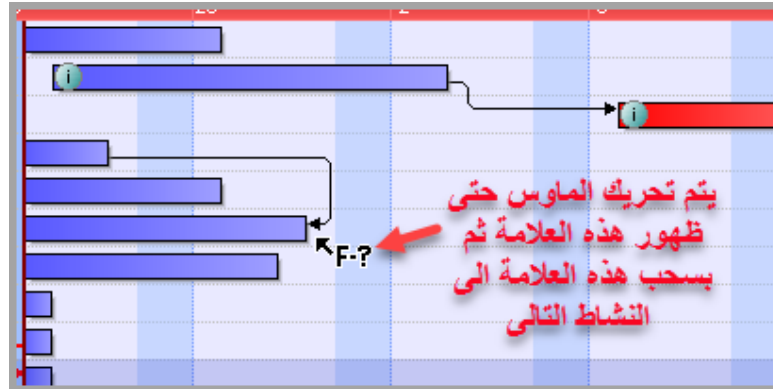 يتم تحريك الماوس حتى
ظهور هذه العلامة ثم
بسحب هذه العلامة الى
النشاط التالى
F-?
i
i